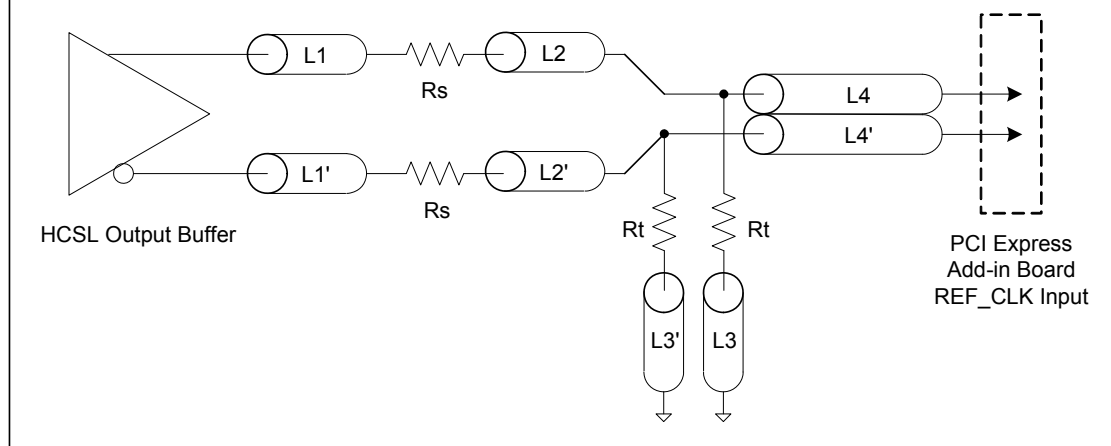 L1
Rs
L2
L4
L4'
L1'
Rs
L2'
HCSL Output Buffer
Rt
Rt
L3'
L3
PCI Express
Add-in Board
REF_CLK Input